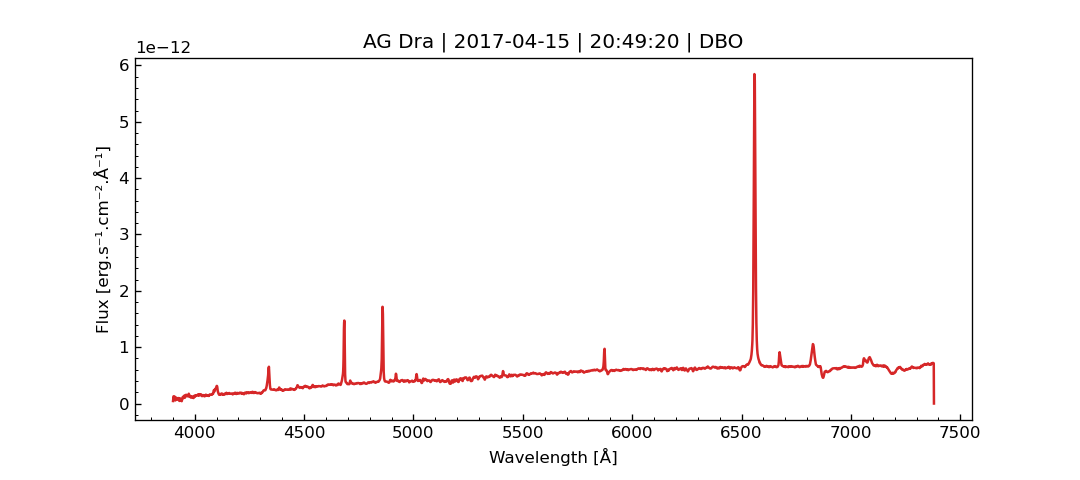 AG Dra | 2017-04-15 | 20:49:20 | DBO
1e−12
6
5
4
3
2
1
0
Flux [erg.s⁻¹.cm⁻².Å⁻¹]
4000 4500 5000 5500 6000 6500 7000 7500
Wavelength [Å]